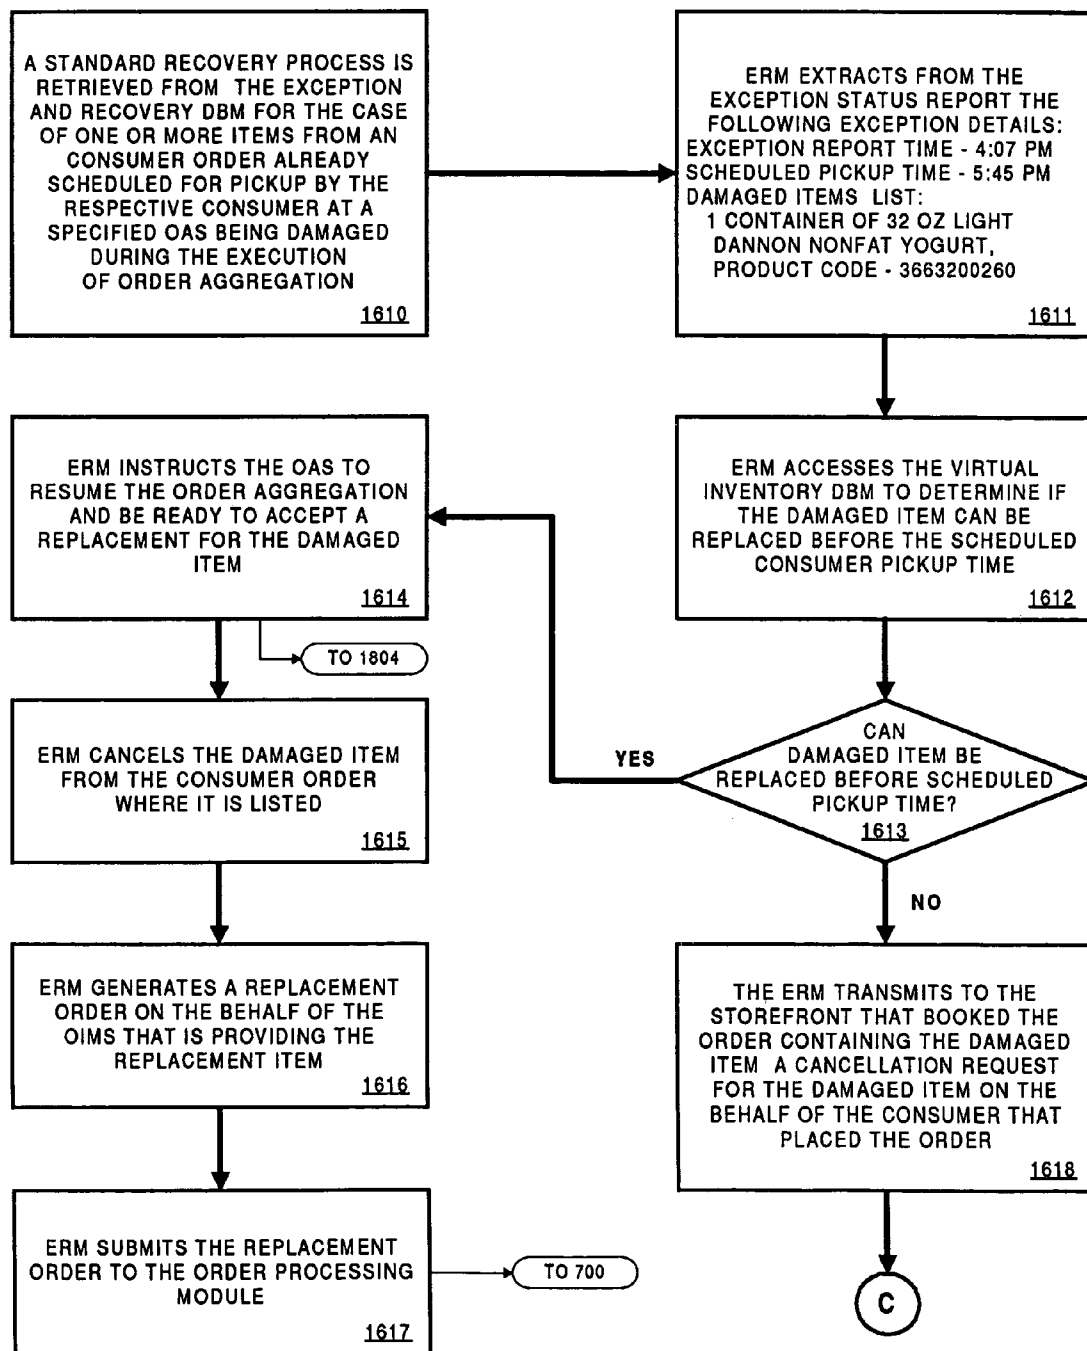 A STANDARD RECOVERY PROCESS IS
RETRIEVED FROM THE EXCEPTION
AND RECOVERY DBM FOR THE CASE
OF ONE OR MORE ITEMS FROM AN
CONSUMER ORDER ALREADY
SCHEDULED FOR PICKUP BY THE
RESPECTIVE CONSUMER AT A
SPECIFIED OAS BEING DAMAGED
DURING THE EXECUTION
OF ORDER AGGREGATION
1610
ERM EXTRACTS FROM THE
EXCEPTION STATUS REPORT THE
FOLLOWING EXCEPTION DETAILS:
EXCEPTION REPORT TIME - 4:07 PM
SCHEDULED PICKUP TIME - 5:45 PM
DAMAGED ITEMS LIST:
1 CONTAINER OF 32 OZ LIGHT
DANNON NONFAT YOGURT,
PRODUCT CODE - 3663200260
1611
ERM ACCESSES THE VIRTUAL
INVENTORY DBM TO DETERMINE IF
THE DAMAGED ITEM CAN BE
REPLACED BEFORE THE SCHEDULED
CONSUMER PICKUP TIME
1612
CAN
DAMAGED ITEM BE
REPLACED BEFORE SCHEDULED
PICKUP TIME?
1613
YES
NO
ERM INSTRUCTS THE OAS TO
RESUME THE ORDER AGGREGATION
AND BE READY TO ACCEPT A
REPLACEMENT FOR THE DAMAGED
ITEM
1614
TO 1804
ERM CANCELS THE DAMAGED ITEM
FROM THE CONSUMER ORDER
WHERE IT IS LISTED
1615
ERM GENERATES A REPLACEMENT
ORDER ON THE BEHALF OF THE
OIMS THAT IS PROVIDING THE
REPLACEMENT ITEM
1616
ERM SUBMITS THE REPLACEMENT
ORDER TO THE ORDER PROCESSING
MODULE
1617
TO 700
THE ERM TRANSMITS TO THE
STOREFRONT THAT BOOKED THE
ORDER CONTAINING THE DAMAGED
ITEM A CANCELLATION REQUEST
FOR THE DAMAGED ITEM ON THE
BEHALF OF THE CONSUMER THAT
PLACED THE ORDER
1618
C